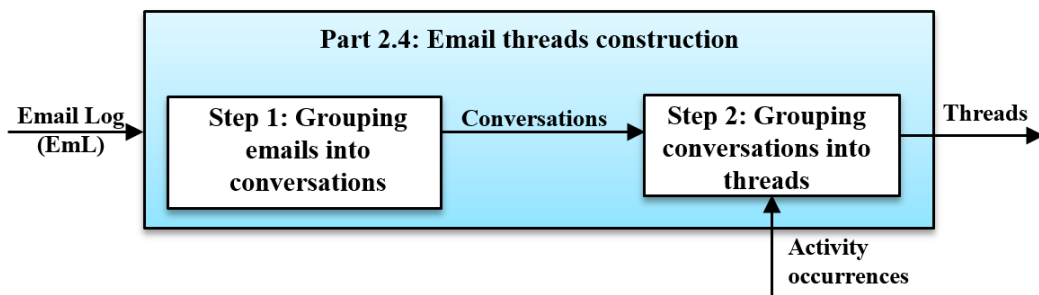 Part 2.4: Email threads construction
Email Log
(EmL)
Step 1: Grouping
emails into
conversations
Conversations
Step 2: Grouping
conversations into
threads
Threads
Activity
occurrences